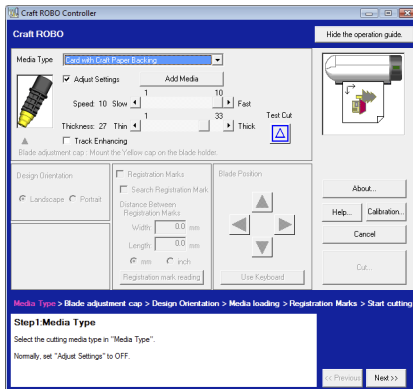 Craft ROBO Controller
Craft ROBO
Hide the operation guide.
Media Type
Card with Craft Paper Backing
Adjust Settings
Add Media
1 10
Speed: 10 Slow Fast
1 33
Thickness: 27 Thin Thick
Test Cut
Track Enhancing
Blade adjustment cap : Mount the Yellow cap on the blade holder.
Design Orientation
Landscape Portrait
Registration Marks
Search Registration Mark
Distance Between
Registration Marks
Width: 0.0 mm
Length: 0.0 mm
mm inch
Registration mark reading
Blade Position
Use Keyboard
About...
Help... Calibration...
Cancel
Cut...
Media Type > Blade adjustment cap > Design Orientation > Media loading > Registration Marks > Start cutting
Step1:Media Type
Select the cutting media type in "Media Type".
Normally, set "Adjust Settings" to OFF.
<< Previous Next >>